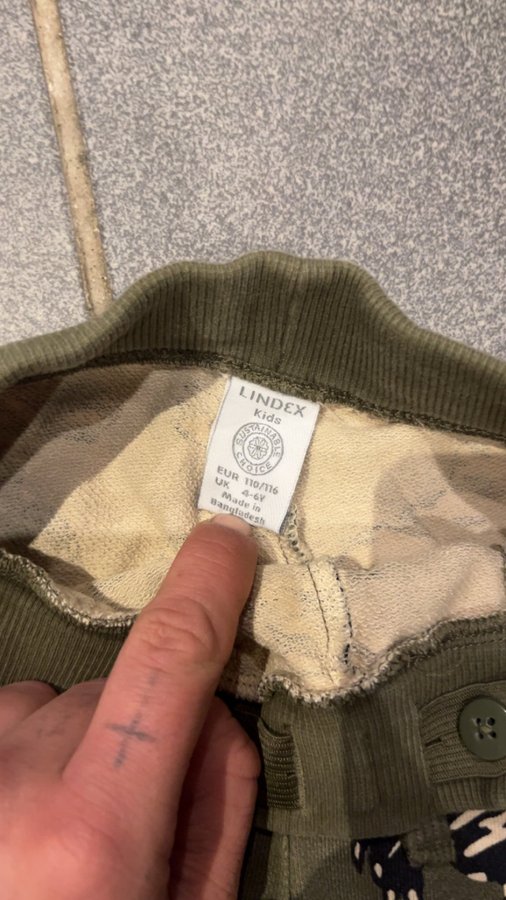 LINDEX
Kids
SUSTAINABLE
CHOICE
EUR 110/116
UK 4-6Y
Made in
Bangladesh